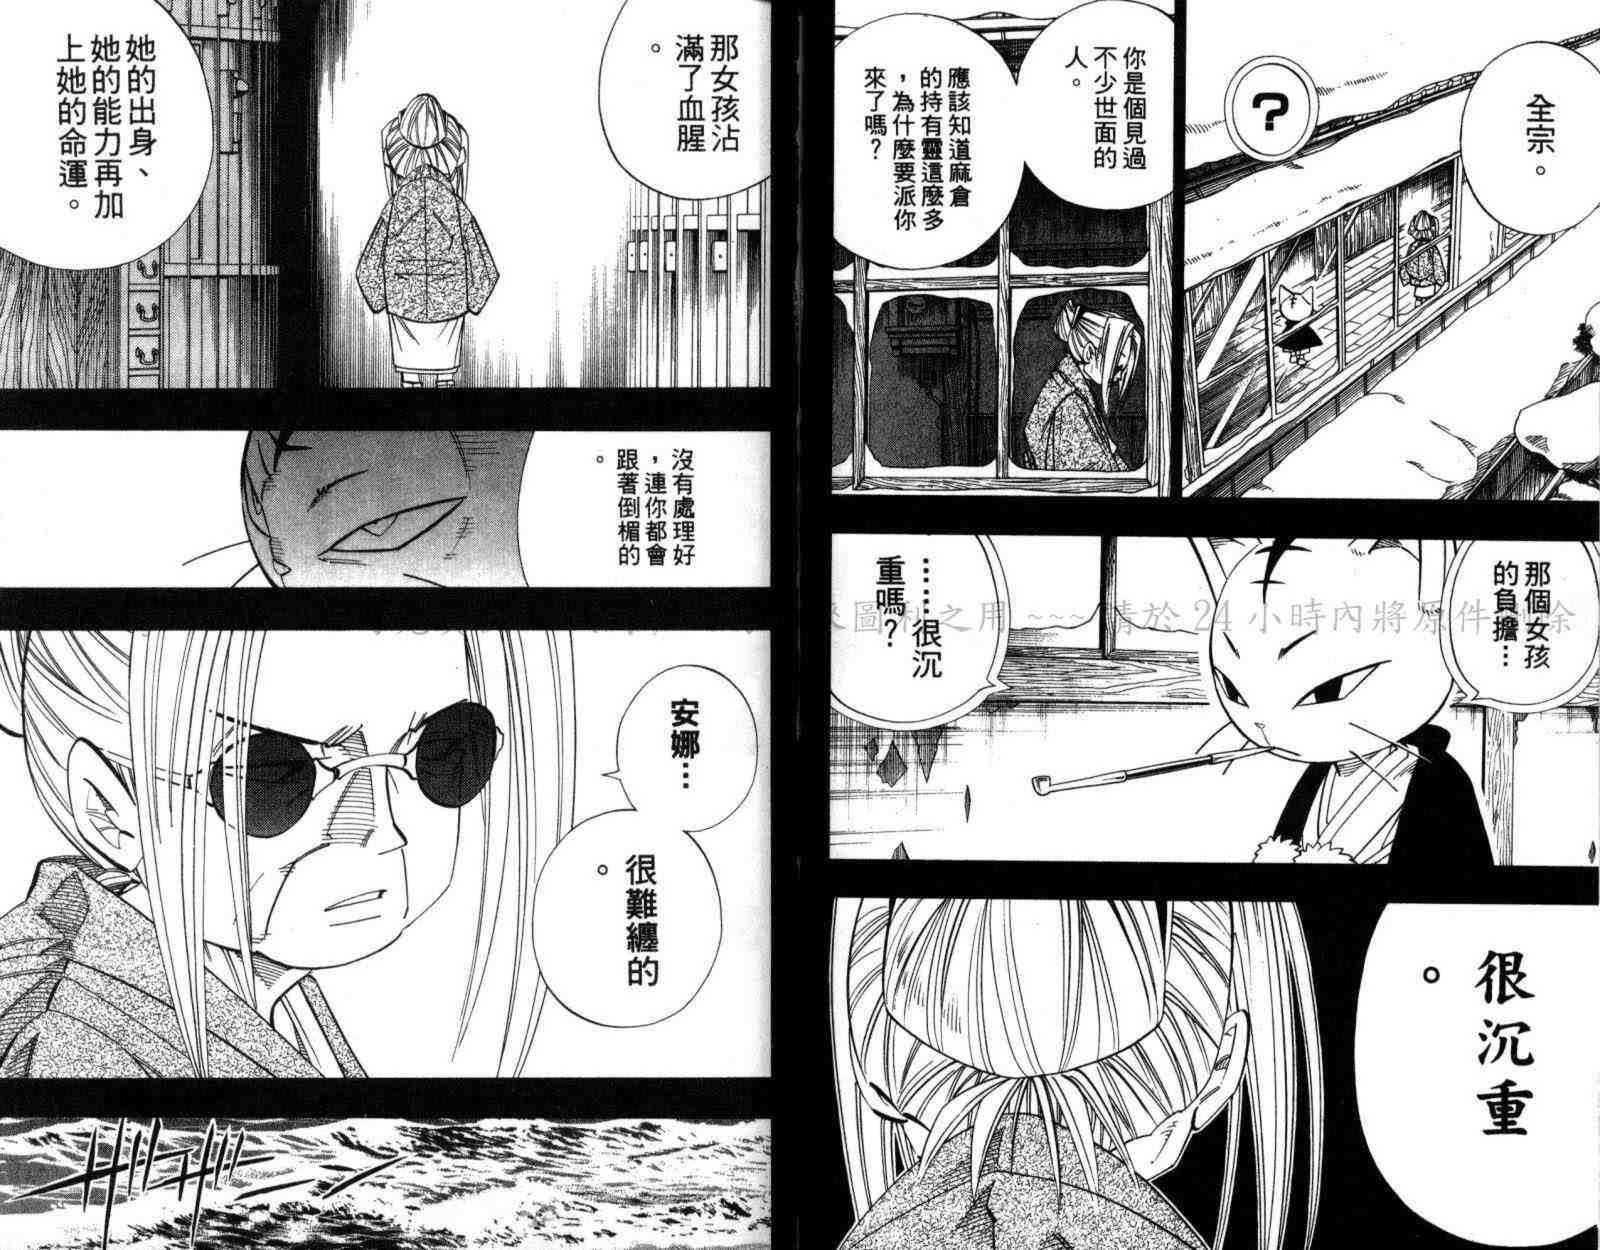 全宗。
?
你是個見過
不少世面的
人。
應該知道麻倉
的持有靈這麼多
，為什麼要派你
來了嗎?
那個女孩
的負擔…
……很沉
重嗎?
很沉重
。
那女孩沾
滿了血腥
。
她的出身、
她的能力再加
上她的命運。
沒有處理好
，連你都會
跟著倒楣的
。
安娜…
很難纏的
。
之用 ~~~請於 24 小時內將原件刪除